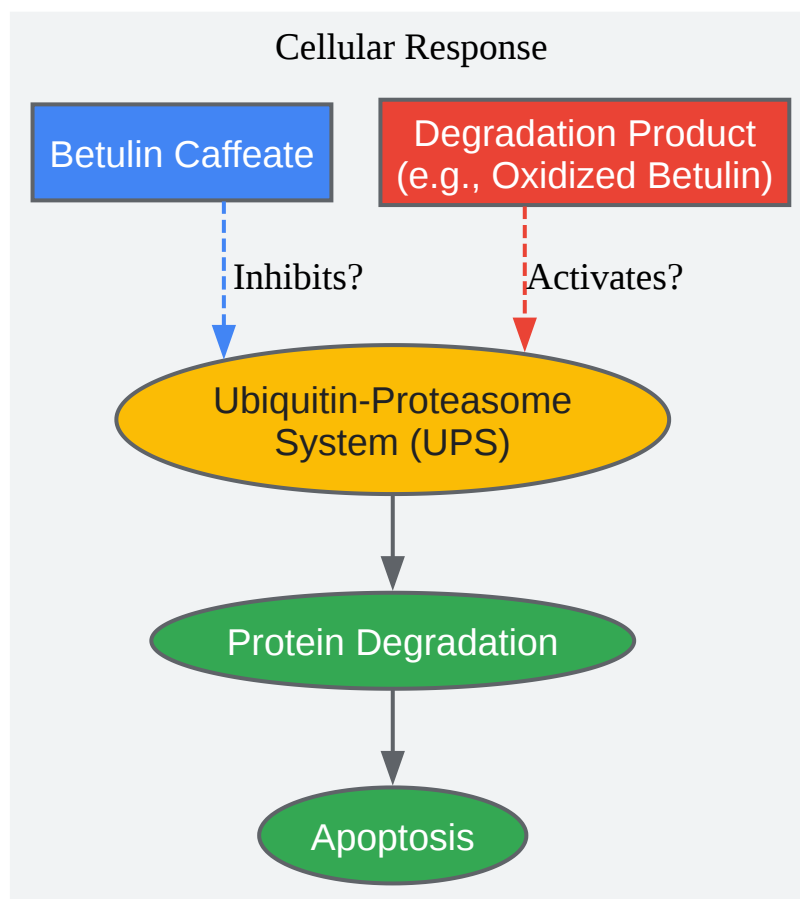 Cellular Response
Betulin Caffeate
Degradation Product
(e.g., Oxidized Betulin)
Inhibits?
Activates?
Ubiquitin-Proteasome
System (UPS)
Protein Degradation
Apoptosis